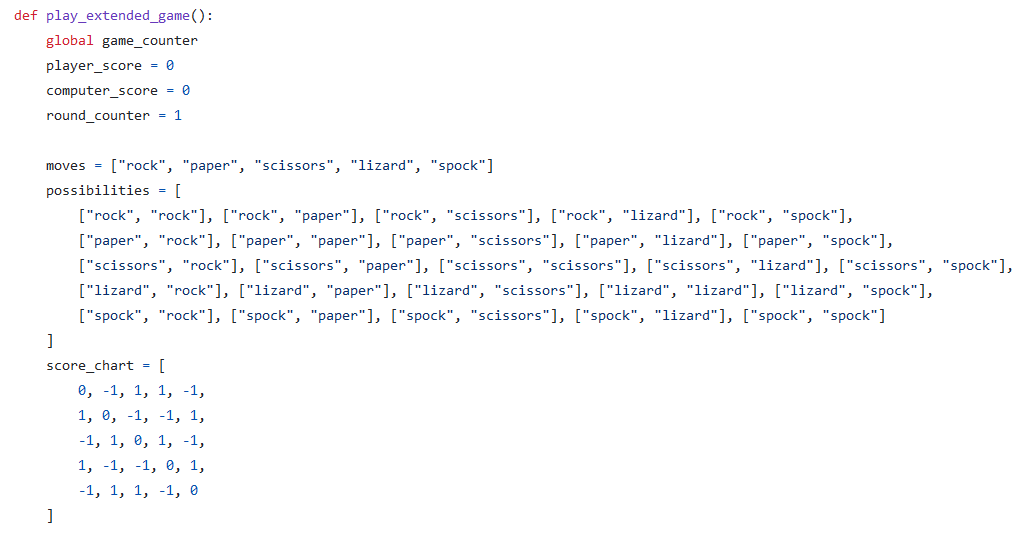 def play_extended_game():
    global game_counter
    player_score = 0
    computer_score = 0
    round_counter = 1

    moves = ["rock", "paper", "scissors", "lizard", "spock"]
    possibilities = [
        ["rock", "rock"], ["rock", "paper"], ["rock", "scissors"], ["rock", "lizard"], ["rock", "spock"],
        ["paper", "rock"], ["paper", "paper"], ["paper", "scissors"], ["paper", "lizard"], ["paper", "spock"],
        ["scissors", "rock"], ["scissors", "paper"], ["scissors", "scissors"], ["scissors", "lizard"], ["scissors", "spock"],
        ["lizard", "rock"], ["lizard", "paper"], ["lizard", "scissors"], ["lizard", "lizard"], ["lizard", "spock"],
        ["spock", "rock"], ["spock", "paper"], ["spock", "scissors"], ["spock", "lizard"], ["spock", "spock"]
    ]
    score_chart = [
        0, -1, 1, 1, -1,
        1, 0, -1, -1, 1,
        -1, 1, 0, 1, -1,
        1, -1, -1, 0, 1,
        -1, 1, 1, -1, 0
    ]